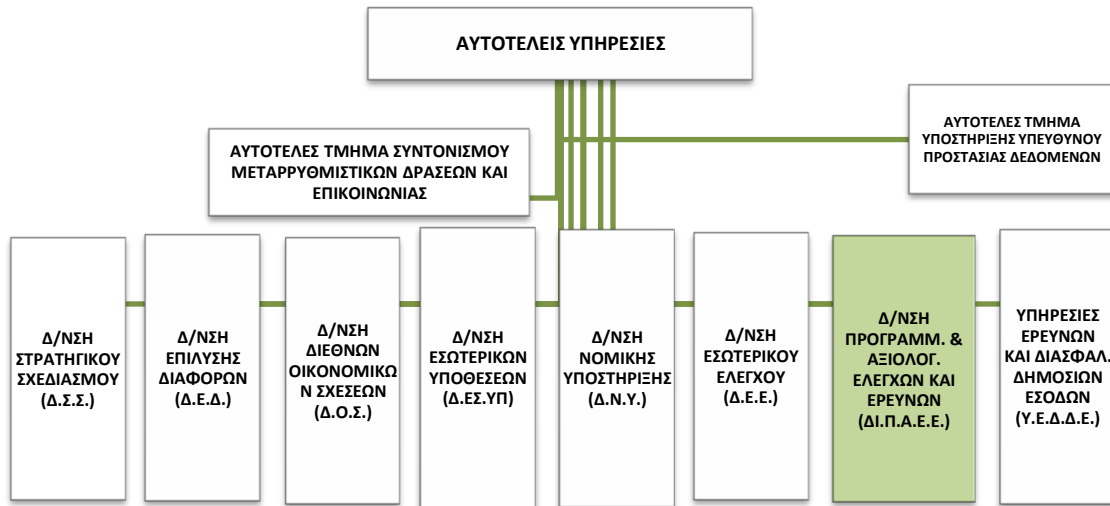 ΑΥΤΟΤΕΛΕΙΣ ΥΠΗΡΕΣΙΕΣ
ΑΥΤΟΤΕΛΕΣ ΤΜΗΜΑ
ΥΠΟΣΤΗΡΙΞΗΣ ΥΠΕΥΘΥΝΟΥ
ΠΡΟΣΤΑΣΙΑΣ ΔΕΔΟΜΕΝΩΝ
ΑΥΤΟΤΕΛΕΣ ΤΜΗΜΑ ΣΥΝΤΟΝΙΣΜΟΥ
ΜΕΤΑΡΡΥΘΜΙΣΤΙΚΩΝ ΔΡΑΣΕΩΝ ΚΑΙ
ΕΠΙΚΟΙΝΩΝΙΑΣ
Δ/ΝΣΗ
ΣΤΡΑΤΗΓΙΚΟΥ
ΣΧΕΔΙΑΣΜΟΥ
(Δ.Σ.Σ.)
Δ/ΝΣΗ
ΕΠΙΛΥΣΗΣ
ΔΙΑΦΟΡΩΝ
(Δ.Ε.Δ.)
Δ/ΝΣΗ
ΔΙΕΘΝΩΝ
ΟΙΚΟΝΟΜΙΚΩ
Ν ΣΧΕΣΕΩΝ
(Δ.Ο.Σ.)
Δ/ΝΣΗ
ΕΣΩΤΕΡΙΚΩΝ
ΥΠΟΘΕΣΕΩΝ
(Δ.ΕΣ.ΥΠ)
Δ/ΝΣΗ
ΝΟΜΙΚΗΣ
ΥΠΟΣΤΗΡΙΞΗΣ
(Δ.Ν.Υ.)
Δ/ΝΣΗ
ΕΣΩΤΕΡΙΚΟΥ
ΕΛΕΓΧΟΥ
(Δ.Ε.Ε.)
Δ/ΝΣΗ
ΠΡΟΓΡΑΜΜ. &
ΑΞΙΟΛΟΓ.
ΕΛΕΓΧΩΝ ΚΑΙ
ΕΡΕΥΝΩΝ
(ΔΙ.Π.Α.Ε.Ε.)
ΥΠΗΡΕΣΙΕΣ
ΕΡΕΥΝΩΝ
ΚΑΙ ΔΙΑΣΦΑΛ.
ΔΗΜΟΣΙΩΝ
ΕΣΟΔΩΝ
(Υ.Ε.Δ.Δ.Ε.)